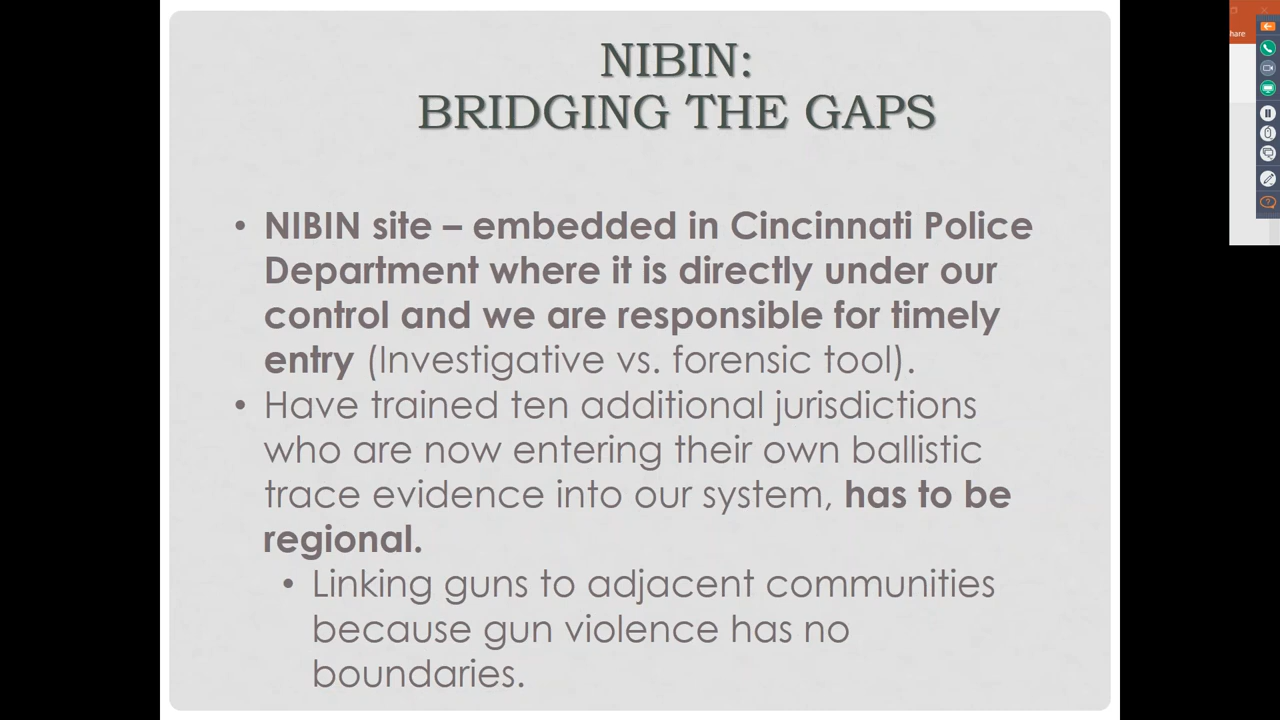 NIBIN:
BRIDGING THE GAPS
• NIBIN site – embedded in Cincinnati Police
Department where it is directly under our
control and we are responsible for timely
entry (Investigative vs. forensic tool).
• Have trained ten additional jurisdictions
who are now entering their own ballistic
trace evidence into our system, has to be
regional.
• Linking guns to adjacent communities
because gun violence has no
boundaries.
hare